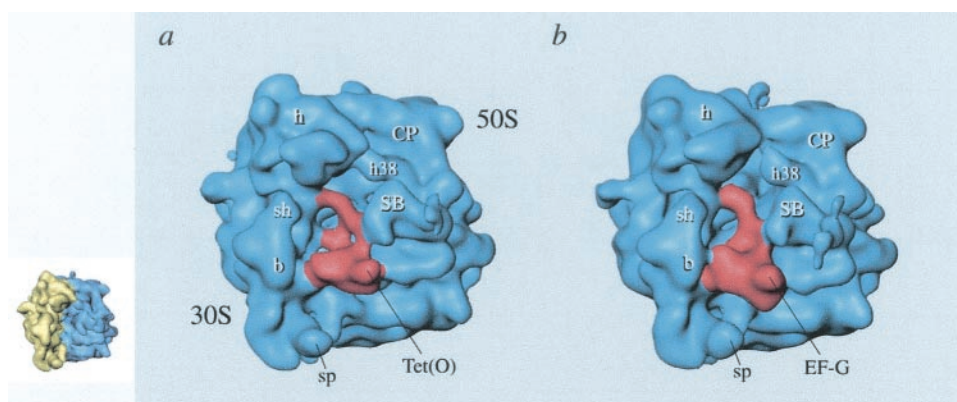 a
b
h
CP
50S
h38
sh
SB
b
30S
sp
Tet(O)
h
CP
h38
sh
SB
b
sp
EF-G